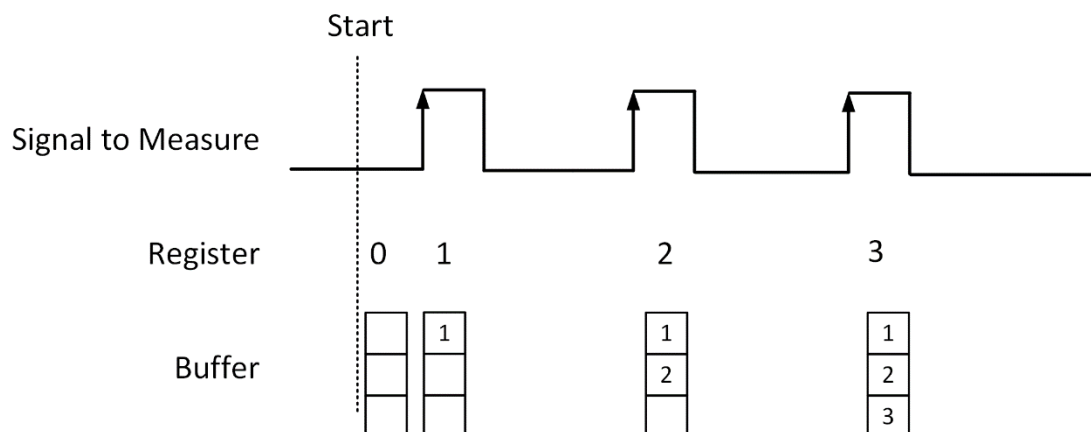 Start
Signal to Measure
Register 0 1 2 3
1 1 1
Buffer 2 2
3